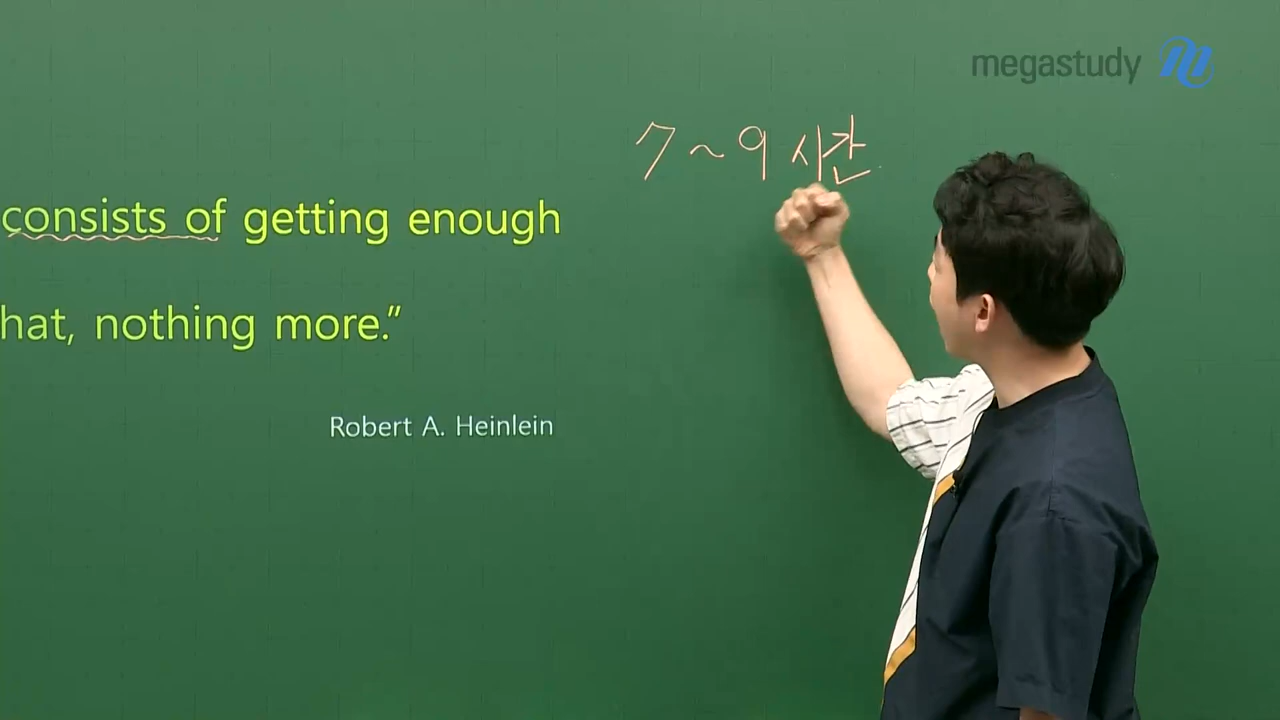 megastudy
7~9 시간
consists of getting enough
hat, nothing more.”
Robert A. Heinlein